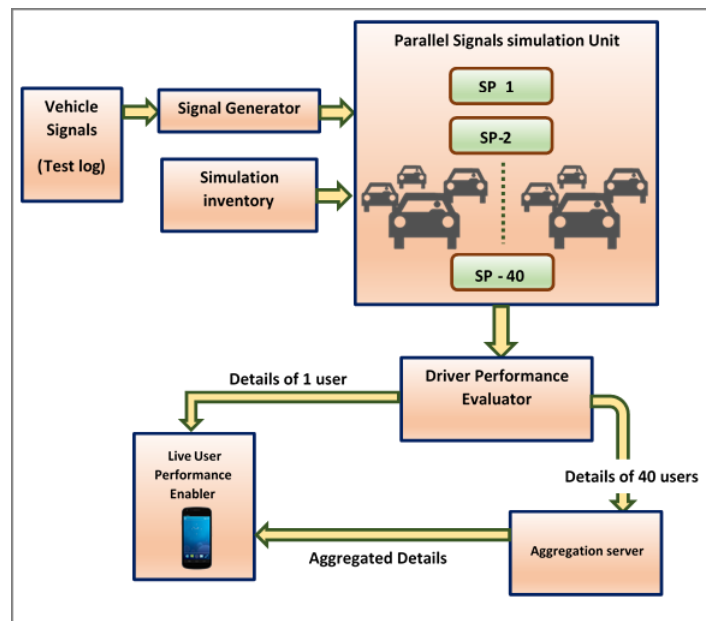 Parallel Signals simulation Unit
SP 1
SP-2
SP - 40
Vehicle
Signals
(Test log)
Signal Generator
Simulation
inventory
Driver Performance
Evaluator
Details of 1 user
Details of 40 users
Live User
Performance
Enabler
Aggregation server
Aggregated Details